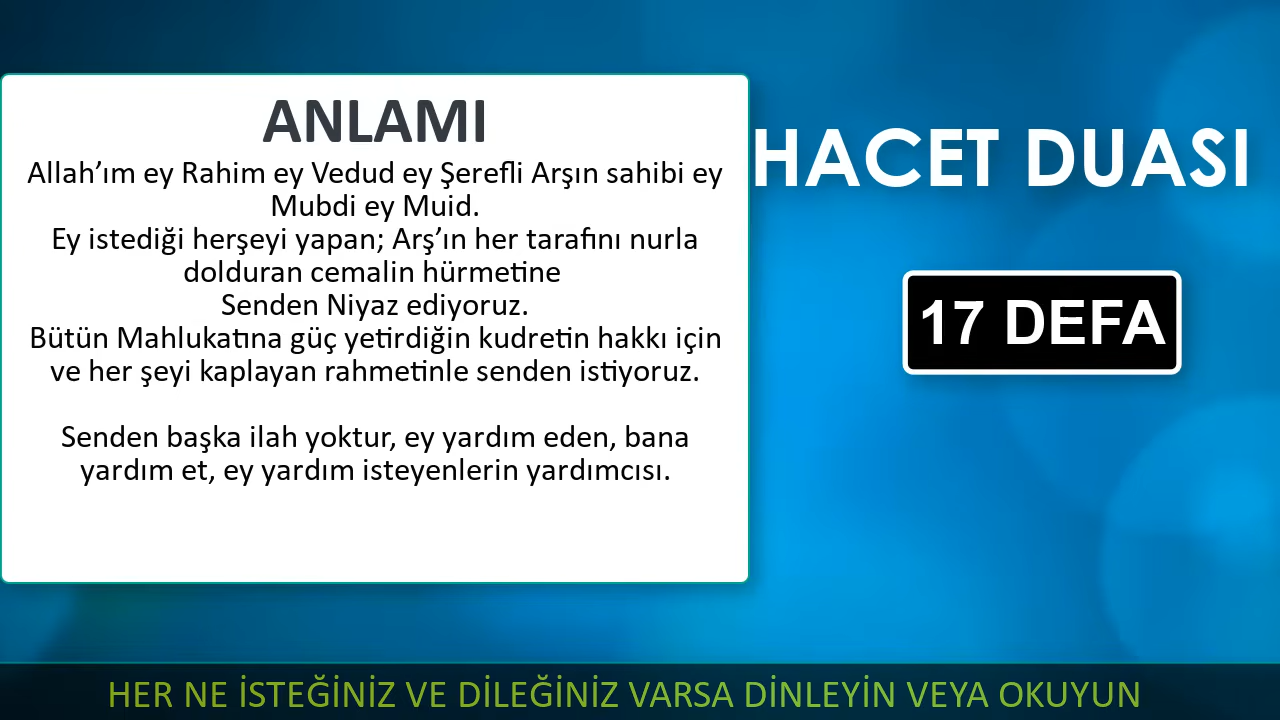 ANLAMI
Allah’ım ey Rahim ey Vedud ey Şerefli Arşın sahibi ey
Mubdi ey Muid.
Ey istediği herşeyi yapan; Arş’ın her tarafını nurla
dolduran cemalin hürmetine
Senden Niyaz ediyoruz.
Bütün Mahlukatına güç yetirdiğin kudretin hakkı için
ve her şeyi kaplayan rahmetinle senden istiyoruz.
Senden başka ilah yoktur, ey yardım eden, bana
yardım et, ey yardım isteyenlerin yardımcısı.
HACET DUASI
17 DEFA
HER NE İSTEĞİNİZ VE DİLEĞİNİZ VARSA DİNLEYİN VEYA OKUYUN